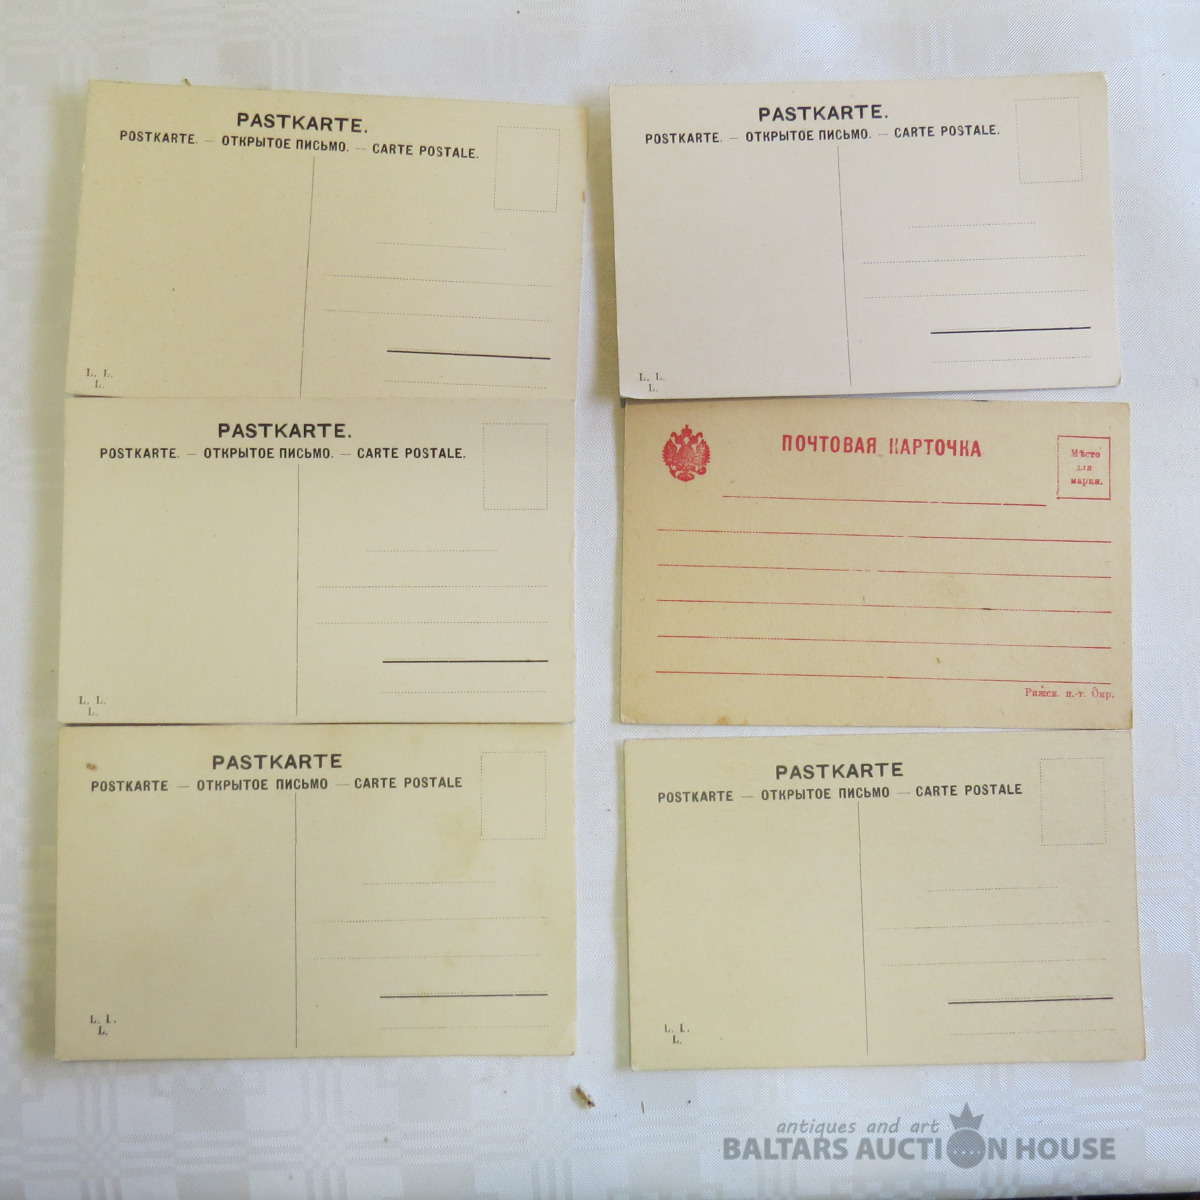 PASTKARTE.
POSTKARTE. — ОТКРЫТОЕ ПИСЬМО. — CARTE POSTALE.
L. L.
L.
PASTKARTE.
POSTKARTE. — ОТКРЫТОЕ ПИСЬМО. — CARTE POSTALE.
L. L.
L.
PASTKARTE.
POSTKARTE. — ОТКРЫТОЕ ПИСЬМО. — CARTE POSTALE.
L. L.
L.
ПОЧТОВАЯ КАРТОЧКА
Мѣсто
для
марки.
Рижск. п.-т. Окр.
PASTKARTE
POSTKARTE — ОТКРЫТОЕ ПИСЬМО — CARTE POSTALE
L. L.
L.
PASTKARTE
POSTKARTE — ОТКРЫТОЕ ПИСЬМО — CARTE POSTALE
L. L.
L.
antiques and art
BALTARS AUCTION HOUSE